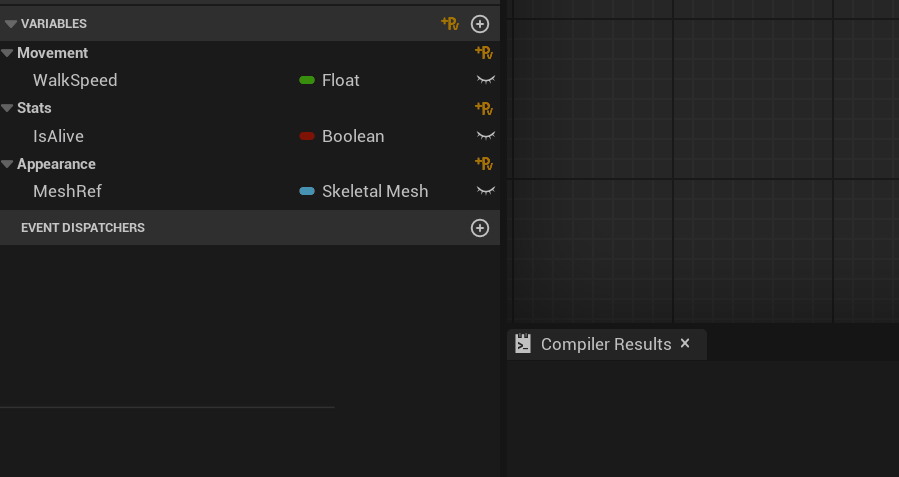 VARIABLES
Movement
WalkSpeed Float
Stats
IsAlive Boolean
Appearance
MeshRef Skeletal Mesh
EVENT DISPATCHERS
Compiler Results